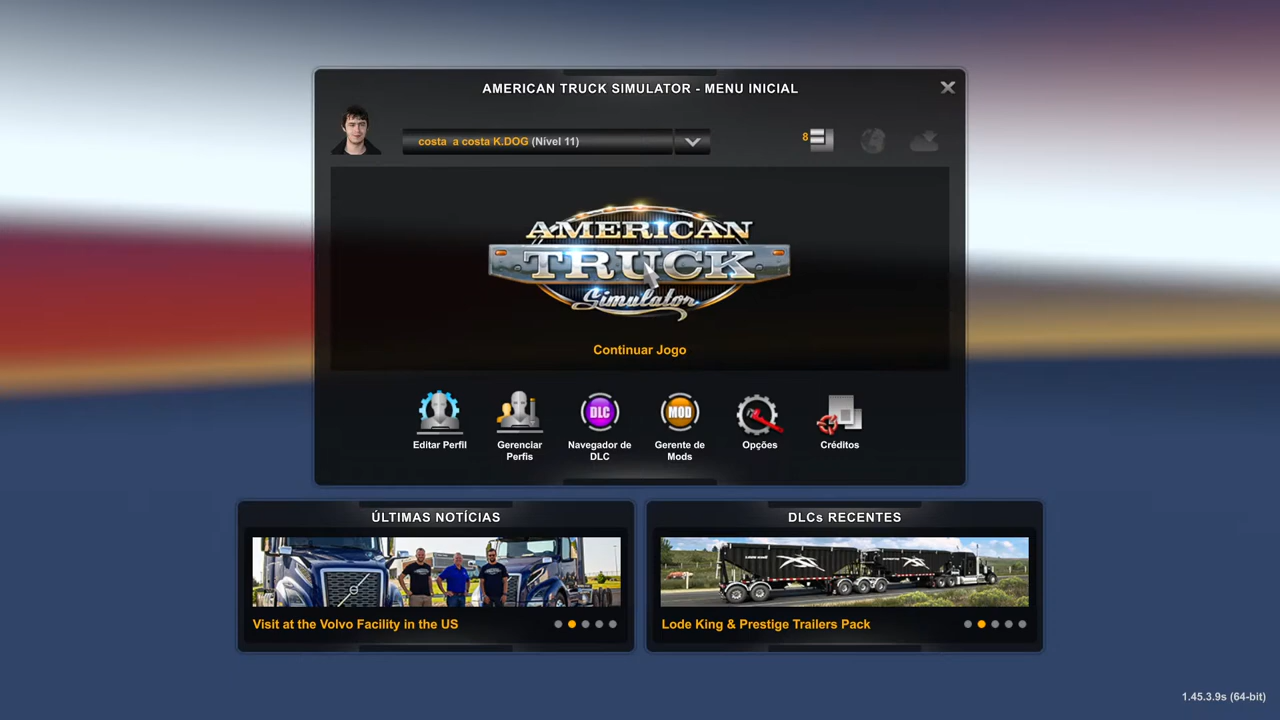 AMERICAN TRUCK SIMULATOR - MENU INICIAL
costa a costa K.DOG (Nível 11)
8
AMERICAN
TRUCK
Simulator
Continuar Jogo
DLC
MOD
Editar Perfil
Gerenciar
Perfis
Navegador de
DLC
Gerente de
Mods
Opções
Créditos
ÚLTIMAS NOTÍCIAS
Visit at the Volvo Facility in the US
DLCs RECENTES
Lode King & Prestige Trailers Pack
1.45.3.9s (64-bit)